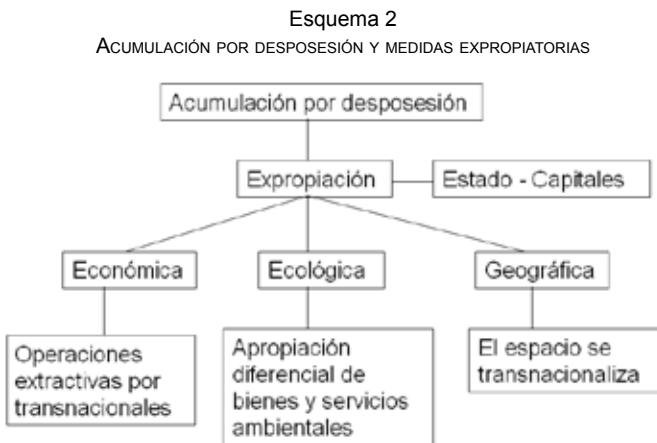 Esquema 2
Acumulación por desposesión y medidas expropiatorias
Acumulación por desposesión
Expropiación
Estado - Capitales
Económica
Ecológica
Geográfica
Operaciones
extractivas por
transnacionales
Apropiación
diferencial de
bienes y servicios
ambientales
El espacio se
transnacionaliza